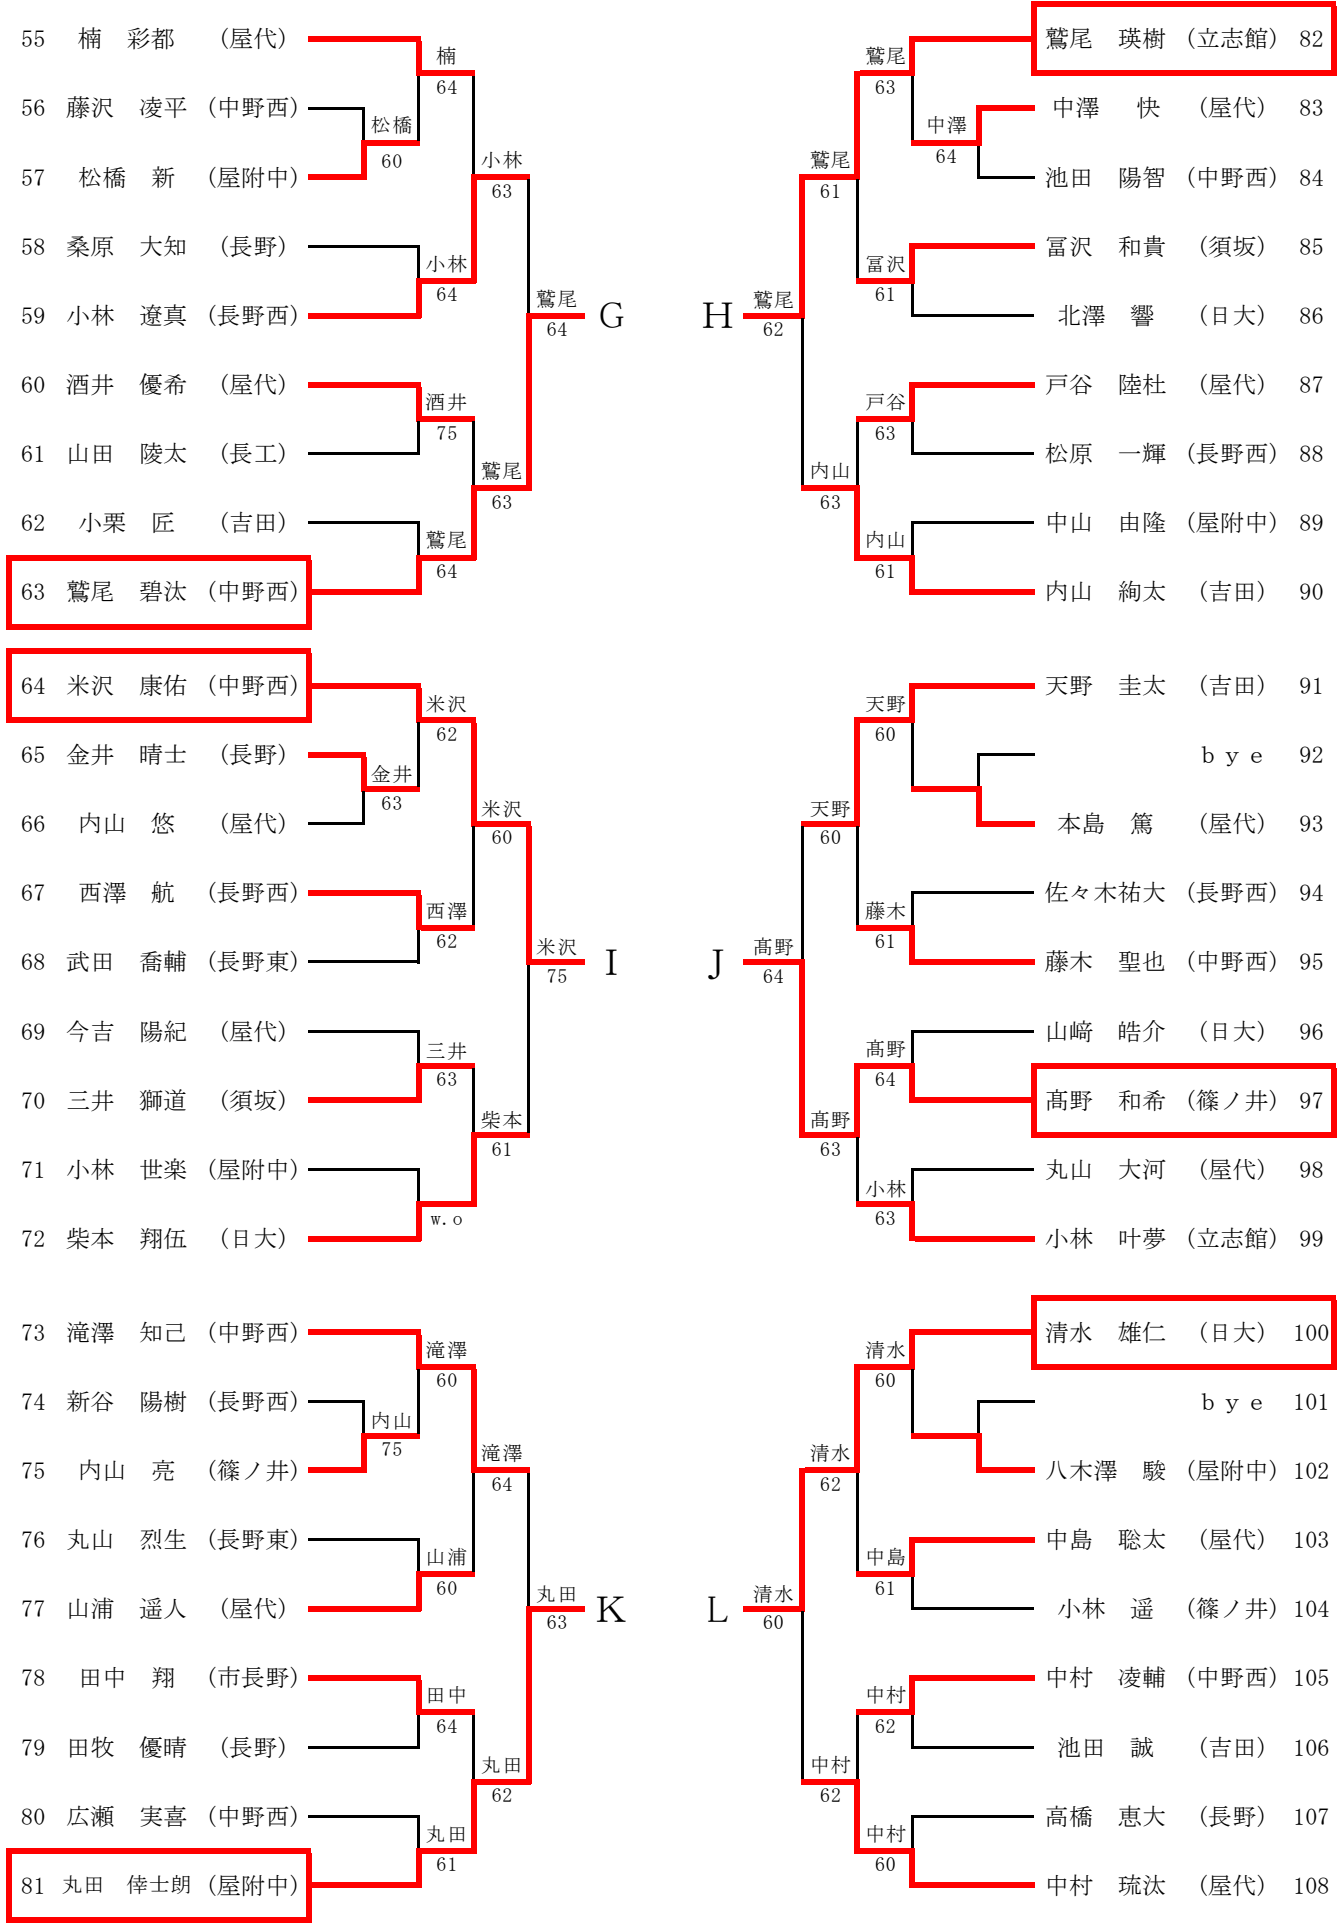 55 楠 彩都 (屋代)
楠
64
56 藤沢 凌平 (中野西)
松橋
60
57 松橋 新 (屋附中)
小林
63
58 桑原 大知 (長野)
小林
64
59 小林 遼真 (長野西)
鷲尾
64
G
60 酒井 優希 (屋代)
酒井
75
61 山田 陵太 (長工)
鷲尾
63
62 小栗 匠 (吉田)
鷲尾
64
63 鷲尾 碧汰 (中野西)
鷲尾 瑛樹 (立志館) 82
鷲尾
63
中澤 快 (屋代) 83
中澤
64
池田 陽智 (中野西) 84
鷲尾
61
冨沢 和貴 (須坂) 85
冨沢
61
北澤 響 (日大) 86
H
鷲尾
62
戸谷 陸杜 (屋代) 87
戸谷
63
松原 一輝 (長野西) 88
内山
63
中山 由隆 (屋附中) 89
内山
61
内山 絢太 (吉田) 90
64 米沢 康佑 (中野西)
米沢
62
65 金井 晴士 (長野)
金井
63
66 内山 悠 (屋代)
米沢
60
67 西澤 航 (長野西)
西澤
62
68 武田 喬輔 (長野東)
米沢
75
I
69 今吉 陽紀 (屋代)
三井
63
70 三井 獅道 (須坂)
柴本
61
71 小林 世楽 (屋附中)
w.o
72 柴本 翔伍 (日大)
天野 圭太 (吉田) 91
天野
60
bye 92
本島 篤 (屋代) 93
天野
60
佐々木祐大 (長野西) 94
藤木
61
藤木 聖也 (中野西) 95
J
髙野
64
山﨑 皓介 (日大) 96
髙野
64
髙野 和希 (篠ノ井) 97
髙野
63
丸山 大河 (屋代) 98
小林
63
小林 叶夢 (立志館) 99
73 滝澤 知己 (中野西)
滝澤
60
74 新谷 陽樹 (長野西)
内山
75
75 内山 亮 (篠ノ井)
滝澤
64
76 丸山 烈生 (長野東)
山浦
60
77 山浦 遥人 (屋代)
丸田
63
K
78 田中 翔 (市長野)
田中
64
79 田牧 優晴 (長野)
丸田
62
80 広瀬 実喜 (中野西)
丸田
61
81 丸田 倖士朗 (屋附中)
清水 雄仁 (日大) 100
清水
60
bye 101
八木澤 駿 (屋附中) 102
清水
62
中島 聡太 (屋代) 103
中島
61
小林 遥 (篠ノ井) 104
L
清水
60
中村 凌輔 (中野西) 105
中村
62
池田 誠 (吉田) 106
中村
62
高橋 恵大 (長野) 107
中村
60
中村 琉汰 (屋代) 108